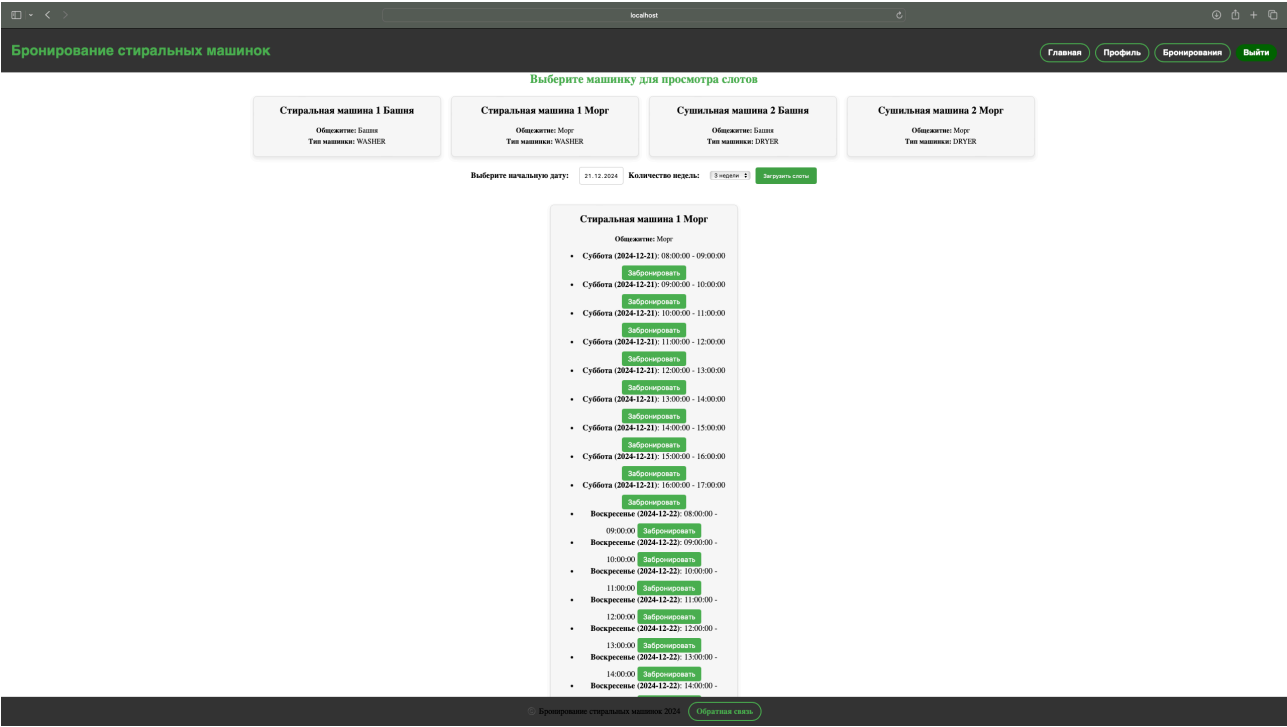 localhost
Бронирование стиральных машинок
Главная Профиль Бронирования Выйти
Выберите машинку для просмотра слотов
Стиральная машина 1 Башня
Общежитие: Башня
Тип машинки: WASHER
Стиральная машина 1 Морг
Общежитие: Морг
Тип машинки: WASHER
Сушильная машина 2 Башня
Общежитие: Башня
Тип машинки: DRYER
Сушильная машина 2 Морг
Общежитие: Морг
Тип машинки: DRYER
Выберите начальную дату: 21.12.2024 Количество недель: 3 недели Загрузить слоты
Стиральная машина 1 Морг
Общежитие: Морг
• Суббота (2024-12-21): 08:00:00 - 09:00:00
Забронировать
• Суббота (2024-12-21): 09:00:00 - 10:00:00
Забронировать
• Суббота (2024-12-21): 10:00:00 - 11:00:00
Забронировать
• Суббота (2024-12-21): 11:00:00 - 12:00:00
Забронировать
• Суббота (2024-12-21): 12:00:00 - 13:00:00
Забронировать
• Суббота (2024-12-21): 13:00:00 - 14:00:00
Забронировать
• Суббота (2024-12-21): 14:00:00 - 15:00:00
Забронировать
• Суббота (2024-12-21): 15:00:00 - 16:00:00
Забронировать
• Суббота (2024-12-21): 16:00:00 - 17:00:00
Забронировать
• Воскресенье (2024-12-22): 08:00:00 -
09:00:00 Забронировать
• Воскресенье (2024-12-22): 09:00:00 -
10:00:00 Забронировать
• Воскресенье (2024-12-22): 10:00:00 -
11:00:00 Забронировать
• Воскресенье (2024-12-22): 11:00:00 -
12:00:00 Забронировать
• Воскресенье (2024-12-22): 12:00:00 -
13:00:00 Забронировать
• Воскресенье (2024-12-22): 13:00:00 -
14:00:00 Забронировать
• Воскресенье (2024-12-22): 14:00:00 -
© Бронирование стиральных машинок 2024 Обратная связь